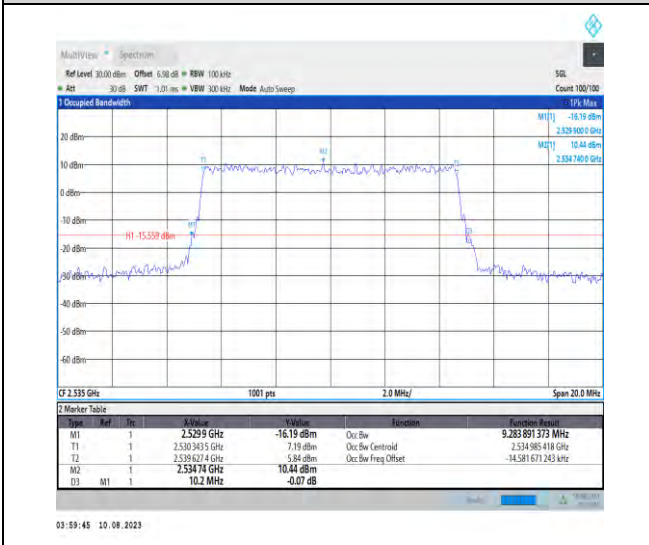 MultiView Spectrum
Ref Level 30.00 dBm Offset 6.98 dB RBW 100 kHz SGL
Att 30 dB SWT 1.01 ms VBW 300 kHz Mode Auto Sweep Count 100/100
1 Occupied Bandwidth 1Pk Max
M1[1] -16.19 dBm
2.529 900 0 GHz
M2[1] 10.44 dBm
2.534 740 0 GHz
20 dBm
M2
T1
10 dBm
0 dBm
-10 dBm
M1
H1 -15.559 dBm
D3
-20 dBm
-30 dBm
-40 dBm
-50 dBm
-60 dBm
CF 2.535 GHz 1001 pts 2.0 MHz/ Span 20.0 MHz
2 Marker Table
Type Ref Trc X-Value Y-Value Function Function Result
M1 1 2.5299 GHz -16.19 dBm Occ Bw 9.283 891 373 MHz
T1 1 2.530 343 5 GHz 7.19 dBm Occ Bw Centroid 2.534 985 418 GHz
T2 1 2.539 627 4 GHz 5.84 dBm Occ Bw Freq Offset -14.581 671 243 kHz
M2 1 2.534 74 GHz 10.44 dBm
D3 M1 1 10.2 MHz -0.07 dB
03:59:45 10.08.2023